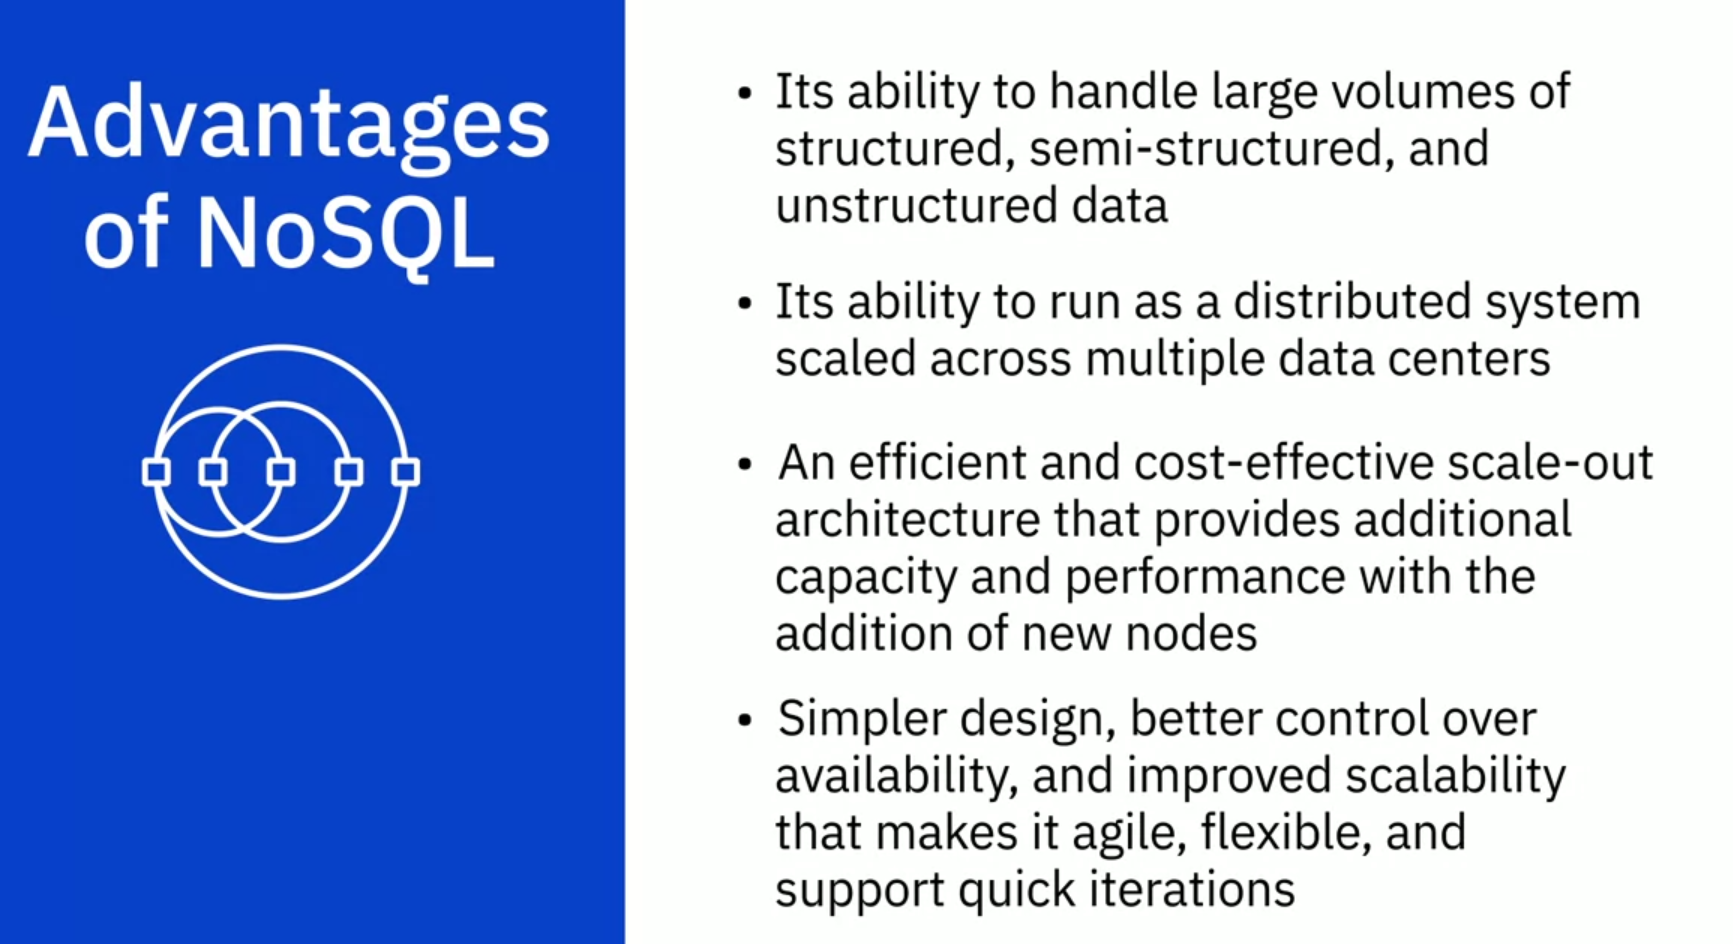 Advantages
of NoSQL
• Its ability to handle large volumes of
structured, semi-structured, and
unstructured data
• Its ability to run as a distributed system
scaled across multiple data centers
• An efficient and cost-effective scale-out
architecture that provides additional
capacity and performance with the
addition of new nodes
• Simpler design, better control over
availability, and improved scalability
that makes it agile, flexible, and
support quick iterations